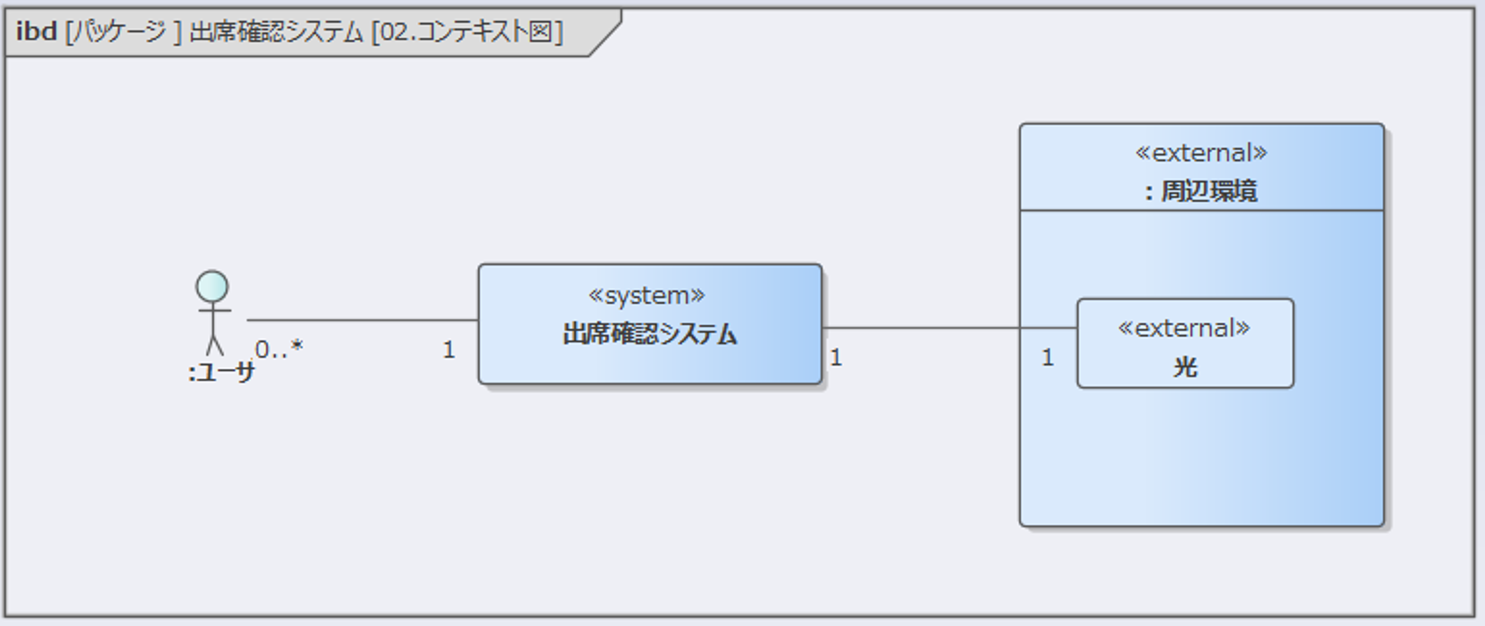 ibd [パッケージ ] 出席確認システム [02.コンテキスト図]
«external»
: 周辺環境
«system»
出席確認システム
«external»
光
0..*
1
1
1
:ユーサ